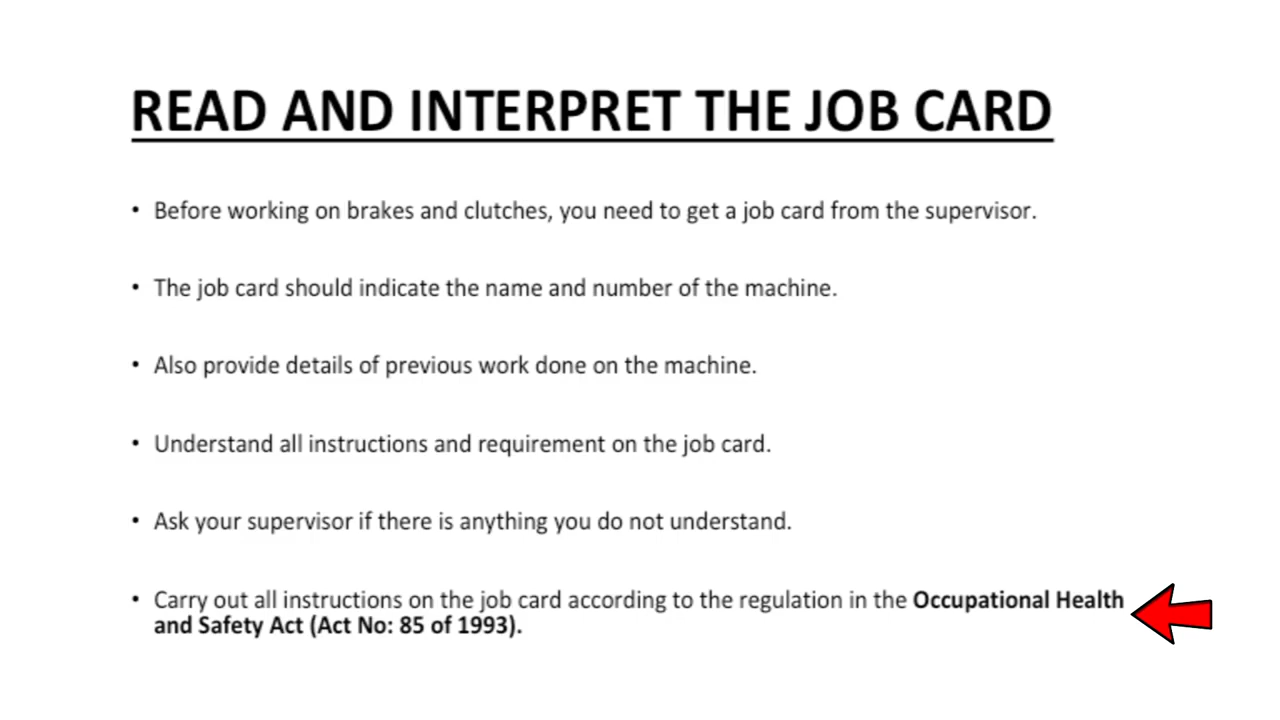 READ AND INTERPRET THE JOB CARD
• Before working on brakes and clutches, you need to get a job card from the supervisor.
• The job card should indicate the name and number of the machine.
• Also provide details of previous work done on the machine.
• Understand all instructions and requirement on the job card.
• Ask your supervisor if there is anything you do not understand.
• Carry out all instructions on the job card according to the regulation in the Occupational Health
and Safety Act (Act No: 85 of 1993).